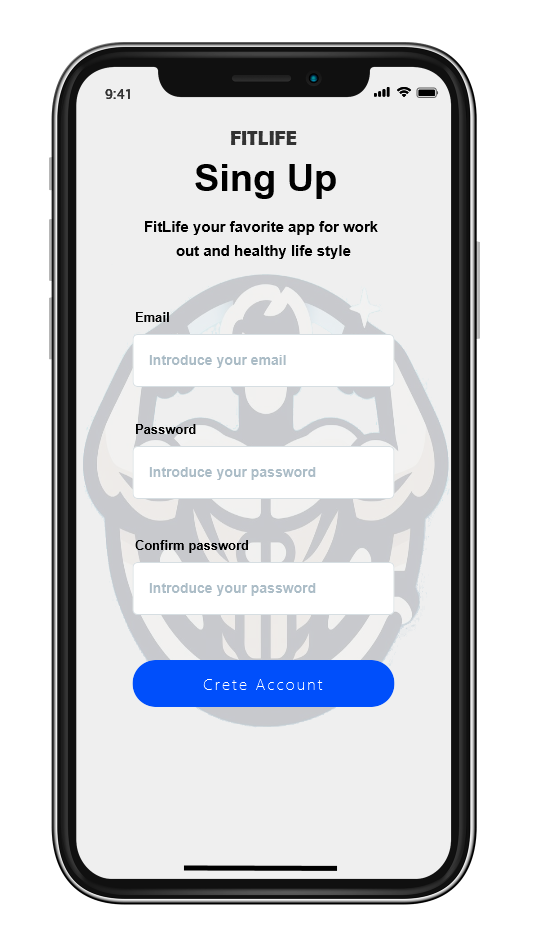 9:41
FITLIFE
Sing Up
FitLife your favorite app for work
out and healthy life style
Email
Introduce your email
Password
Introduce your password
Confirm password
Introduce your password
Crete Account